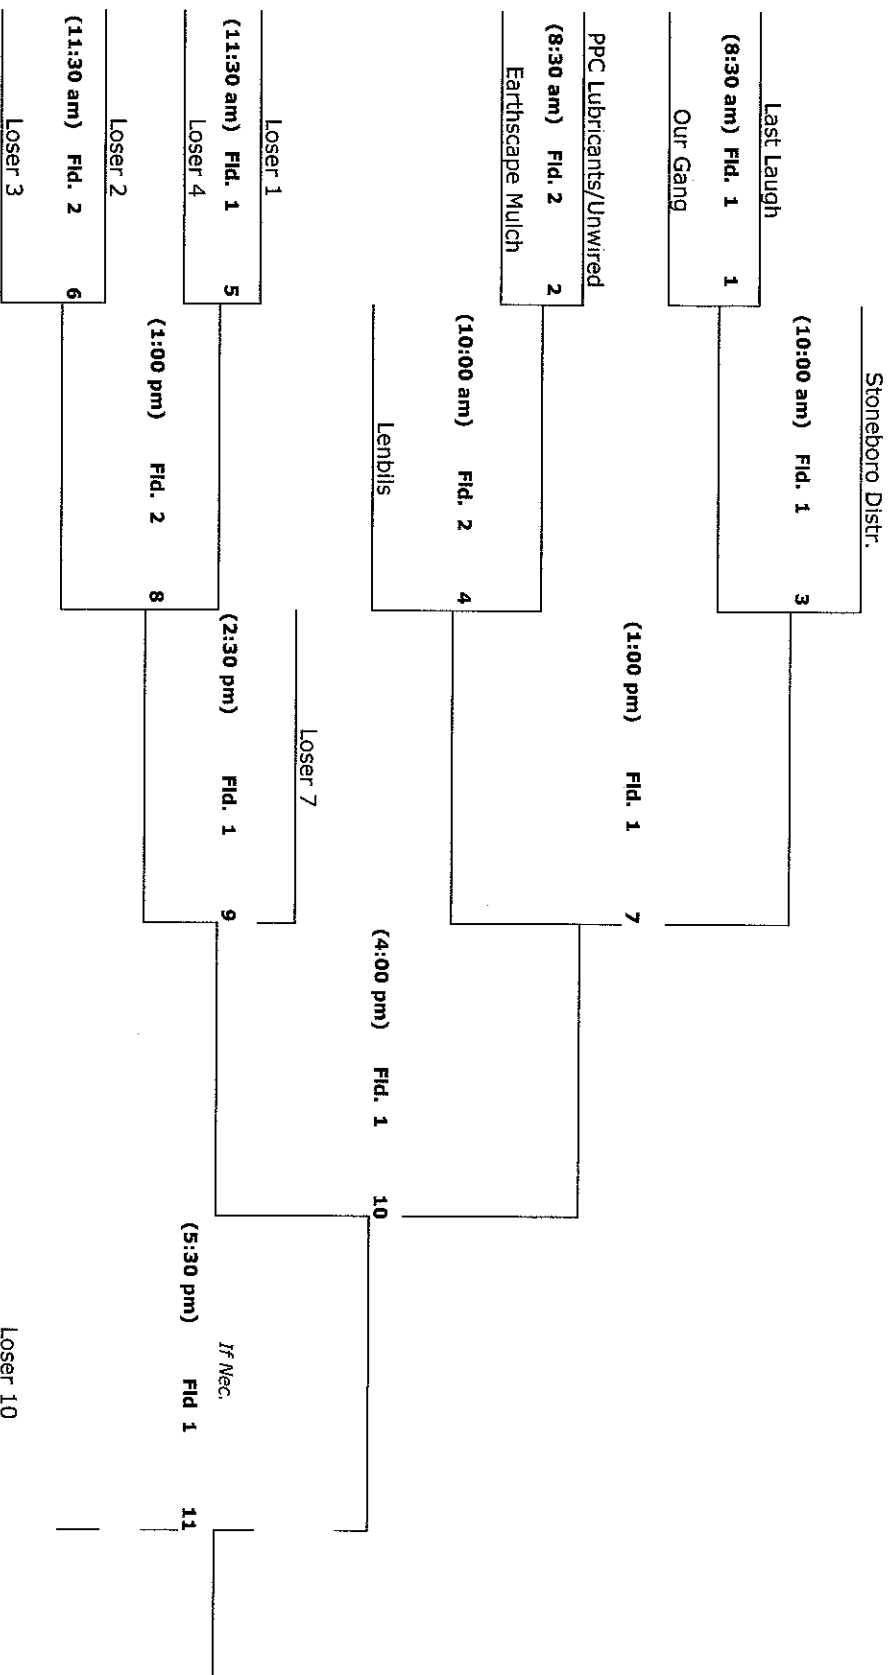 Stoneboro Distr.
(10:00 am) Fld. 1 3
Last Laugh
(8:30 am) Fld. 1 1
Our Gang
(1:00 pm) Fld. 1 7
PPC Lubricants/Unwired
(8:30 am) Fld. 2 2
Earthscape Mulch
(10:00 am) Fld. 2 4
Lenbils
(4:00 pm) Fld. 1 10
Loser 7
(2:30 pm) Fld. 1 9
Loser 1
(11:30 am) Fld. 1 5
Loser 4
If Nec.
(5:30 pm) Fld 1 11
(1:00 pm) Fld. 2 8
Loser 2
(11:30 am) Fld. 2 6
Loser 3
Loser 10